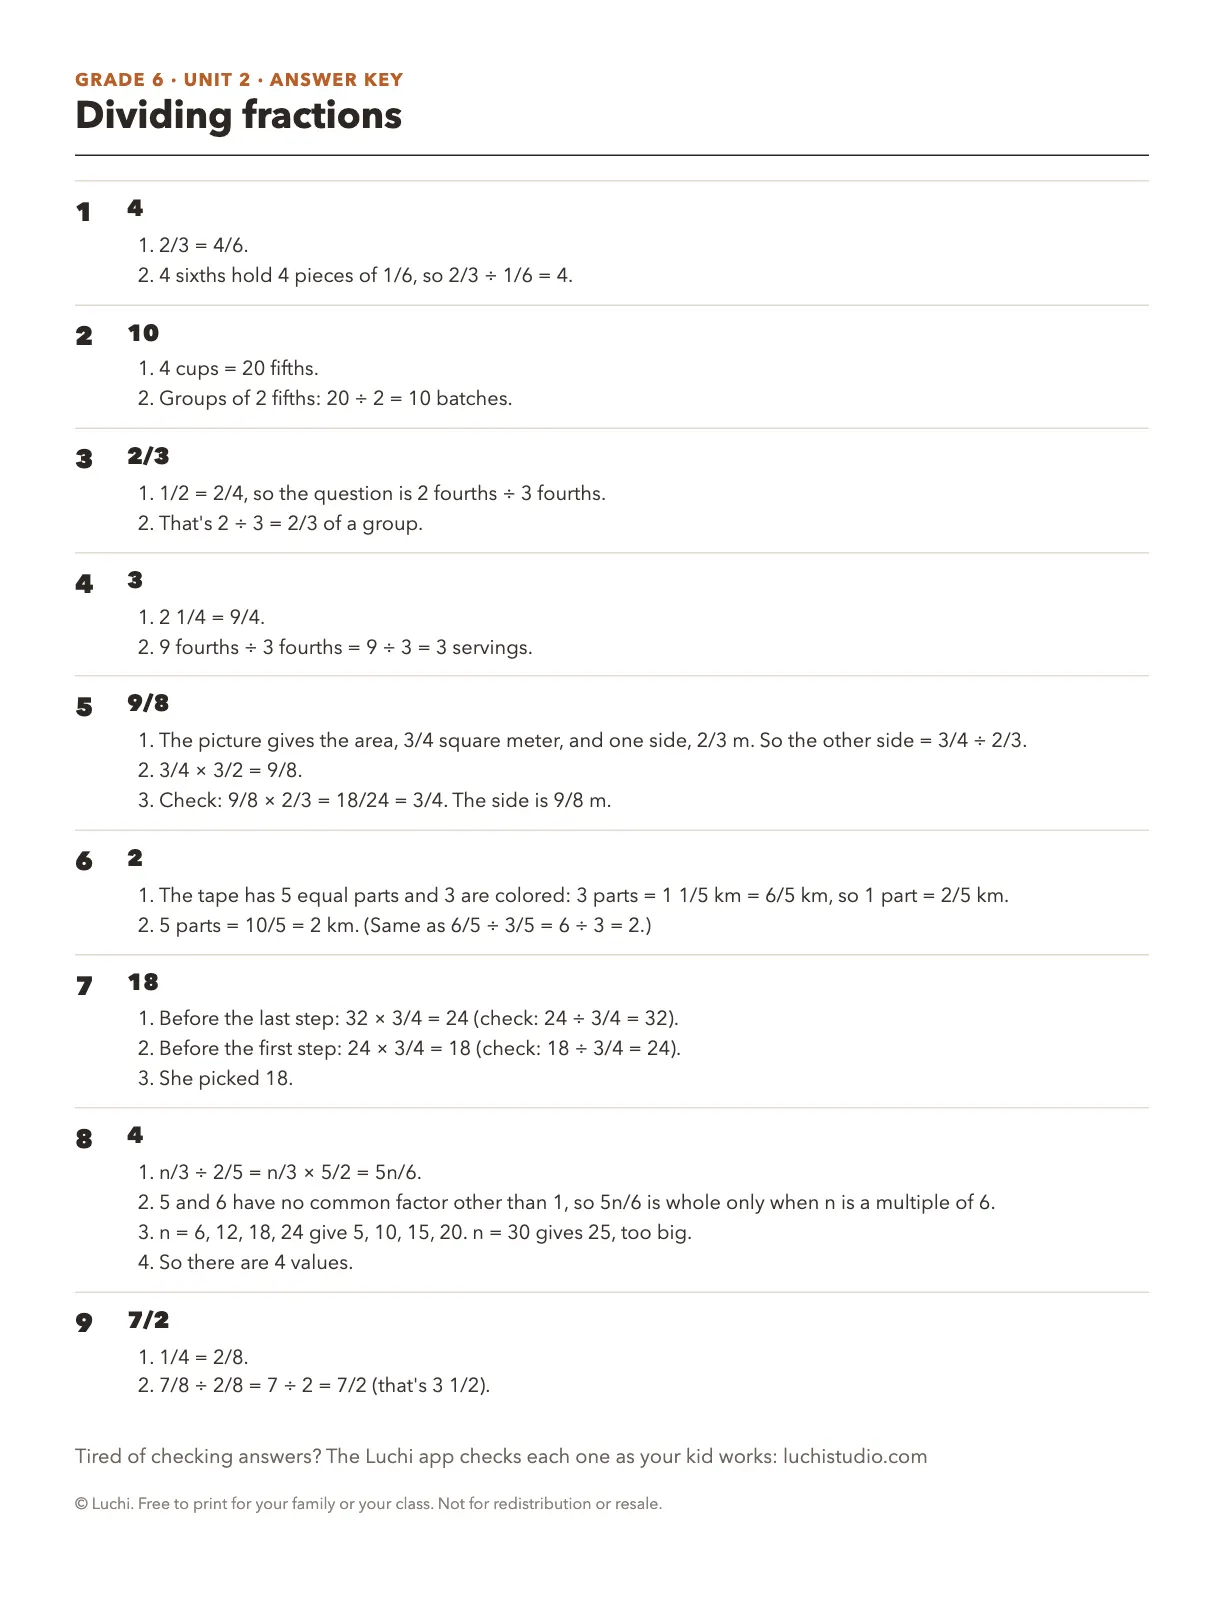 GRADE 6 · UNIT 2 · ANSWER KEY
Dividing fractions
1 4
1. 2/3 = 4/6.
2. 4 sixths hold 4 pieces of 1/6, so 2/3 ÷ 1/6 = 4.
2 10
1. 4 cups = 20 fifths.
2. Groups of 2 fifths: 20 ÷ 2 = 10 batches.
3 2/3
1. 1/2 = 2/4, so the question is 2 fourths ÷ 3 fourths.
2. That's 2 ÷ 3 = 2/3 of a group.
4 3
1. 2 1/4 = 9/4.
2. 9 fourths ÷ 3 fourths = 9 ÷ 3 = 3 servings.
5 9/8
1. The picture gives the area, 3/4 square meter, and one side, 2/3 m. So the other side = 3/4 ÷ 2/3.
2. 3/4 × 3/2 = 9/8.
3. Check: 9/8 × 2/3 = 18/24 = 3/4. The side is 9/8 m.
6 2
1. The tape has 5 equal parts and 3 are colored: 3 parts = 1 1/5 km = 6/5 km, so 1 part = 2/5 km.
2. 5 parts = 10/5 = 2 km. (Same as 6/5 ÷ 3/5 = 6 ÷ 3 = 2.)
7 18
1. Before the last step: 32 × 3/4 = 24 (check: 24 ÷ 3/4 = 32).
2. Before the first step: 24 × 3/4 = 18 (check: 18 ÷ 3/4 = 24).
3. She picked 18.
8 4
1. n/3 ÷ 2/5 = n/3 × 5/2 = 5n/6.
2. 5 and 6 have no common factor other than 1, so 5n/6 is whole only when n is a multiple of 6.
3. n = 6, 12, 18, 24 give 5, 10, 15, 20. n = 30 gives 25, too big.
4. So there are 4 values.
9 7/2
1. 1/4 = 2/8.
2. 7/8 ÷ 2/8 = 7 ÷ 2 = 7/2 (that's 3 1/2).
Tired of checking answers? The Luchi app checks each one as your kid works: luchistudio.com
© Luchi. Free to print for your family or your class. Not for redistribution or resale.